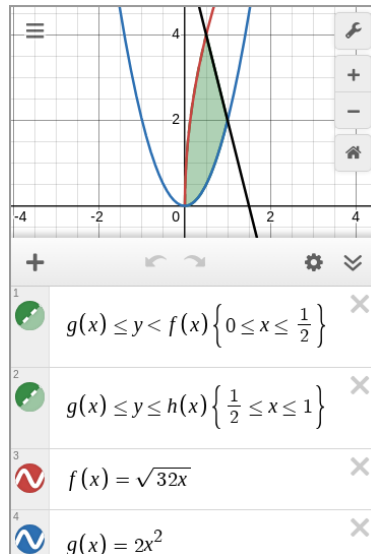 4
2
-4 -2 0 2 4
1
g(x) ≤ y < f(x) {0 ≤ x ≤ 1/2}
2
g(x) ≤ y ≤ h(x) {1/2 ≤ x ≤ 1}
3
f(x) = √32x
4
g(x) = 2x²